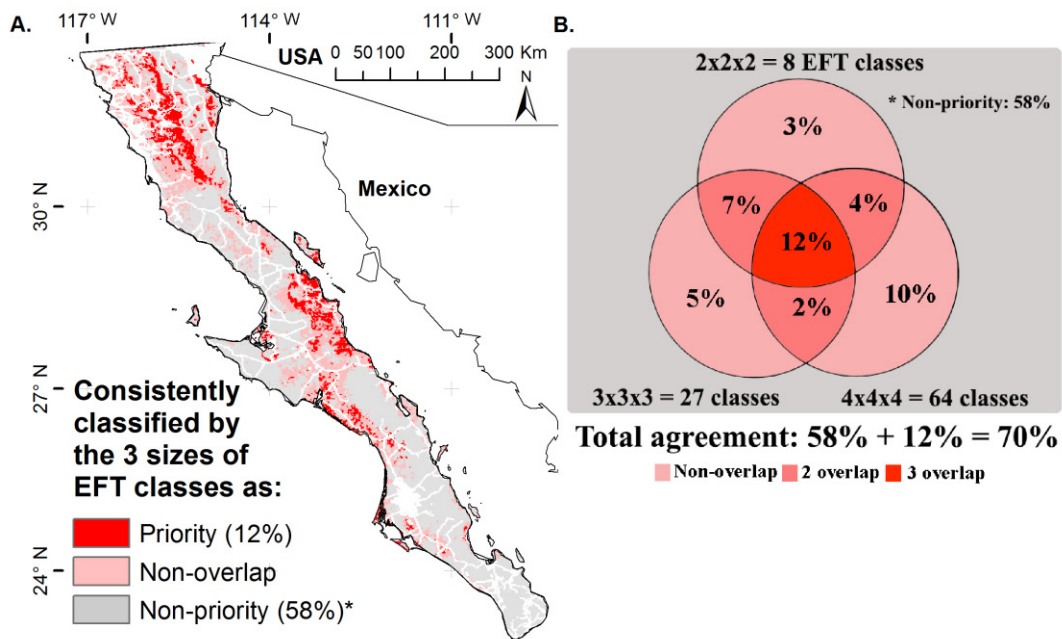 A.
117° W
114° W
111° W
USA
0 50 100 200 300 Km
N
Mexico
30° N
27° N
24° N
Consistently
classified by
the 3 sizes of
EFT classes as:
Priority (12%)
Non-overlap
Non-priority (58%)*
B.
2x2x2 = 8 EFT classes
* Non-priority: 58%
3%
7%
4%
12%
5%
2%
10%
3x3x3 = 27 classes
4x4x4 = 64 classes
Total agreement: 58% + 12% = 70%
Non-overlap
2 overlap
3 overlap